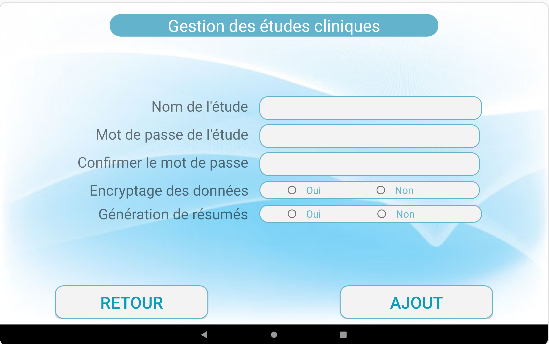 Gestion des études cliniques
Nom de l'étude
Mot de passe de l'étude
Confirmer le mot de passe
Encryptage des données Oui Non
Génération de résumés Oui Non
RETOUR AJOUT